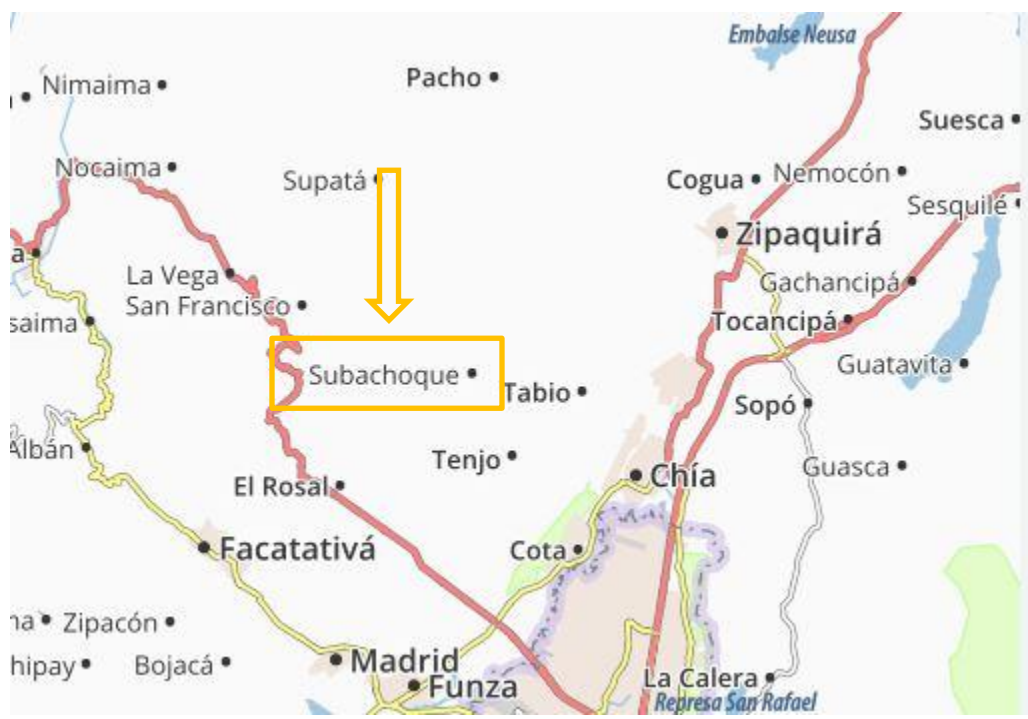 Embalse Neusa
Pacho
Nimaima
Suesca
Nocaima
Supatá
Cogua
Nemocón
Sesquilé
Zipaquirá
La Vega
Gachancipá
San Francisco
Tocancipá
Guatavita
Subachoque
Tabio
Sopó
Albán
Tenjo
Guasca
Chía
El Rosal
Facatativá
Cota
Zipacón
Bojacá
Madrid
Funza
La Calera
Represa San Rafael